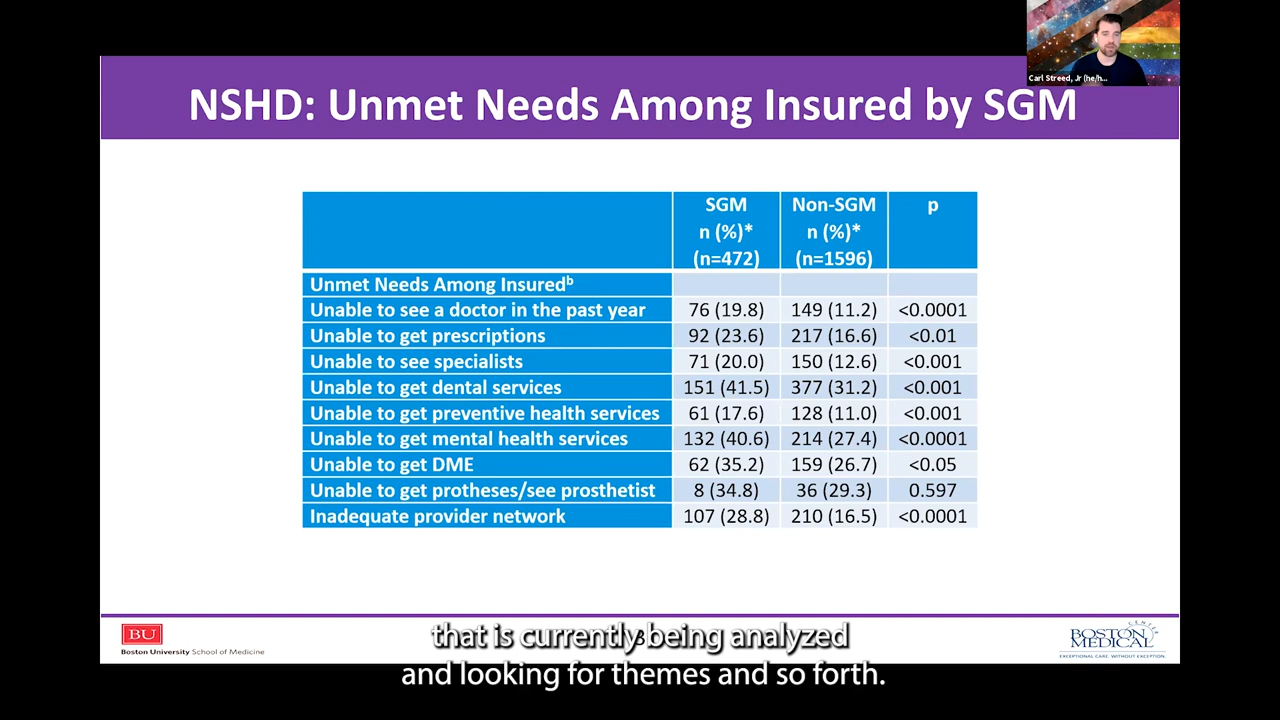 Carl Streed, Jr (he/h...
NSHD: Unmet Needs Among Insured by SGM
SGM n (%)* (n=472) Non-SGM n (%)* (n=1596) p
Unmet Needs Among Insuredᵇ
Unable to see a doctor in the past year 76 (19.8) 149 (11.2) <0.0001
Unable to get prescriptions 92 (23.6) 217 (16.6) <0.01
Unable to see specialists 71 (20.0) 150 (12.6) <0.001
Unable to get dental services 151 (41.5) 377 (31.2) <0.001
Unable to get preventive health services 61 (17.6) 128 (11.0) <0.001
Unable to get mental health services 132 (40.6) 214 (27.4) <0.0001
Unable to get DME 62 (35.2) 159 (26.7) <0.05
Unable to get protheses/see prosthetist 8 (34.8) 36 (29.3) 0.597
Inadequate provider network 107 (28.8) 210 (16.5) <0.0001
BU
Boston University School of Medicine
that is currently being analyzed
and looking for themes and so forth.
BOSTON
MEDICAL
CENTER
EXCEPTIONAL CARE. WITHOUT EXCEPTION.